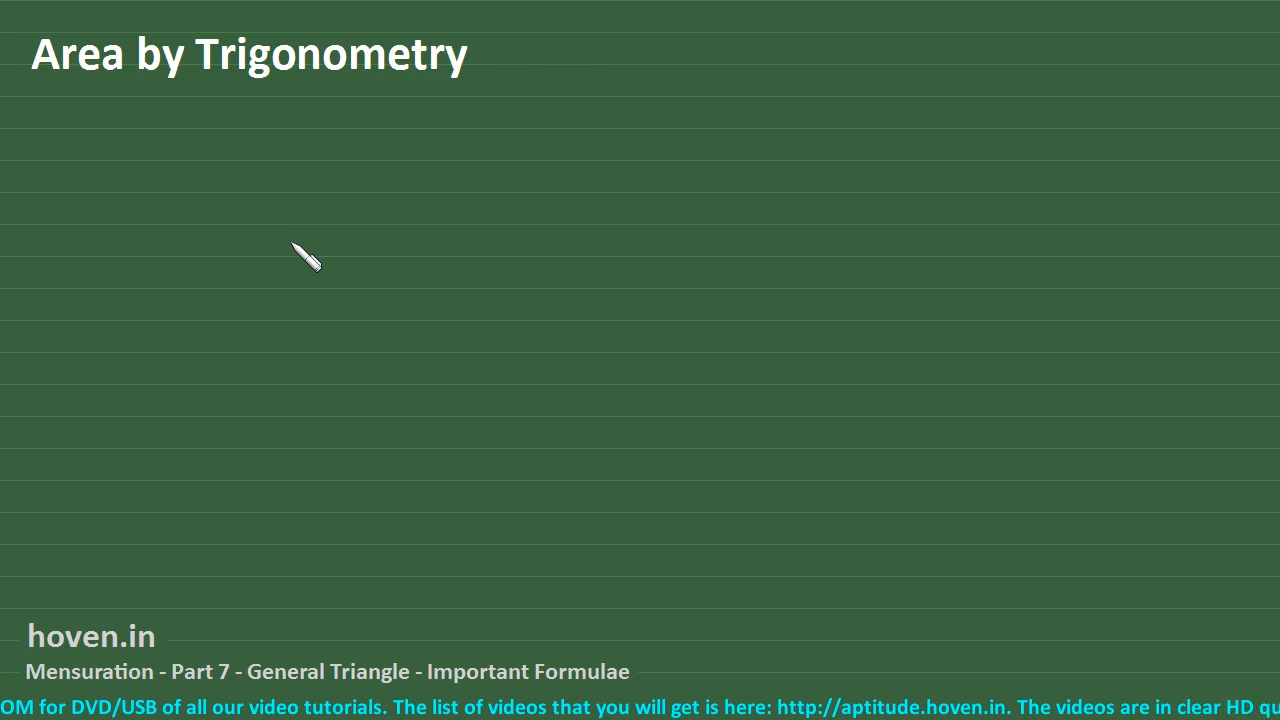 Area by Trigonometry
hoven.in
Mensuration - Part 7 - General Triangle - Important Formulae
OM for DVD/USB of all our video tutorials. The list of videos that you will get is here: http://aptitude.hoven.in. The videos are in clear HD qu